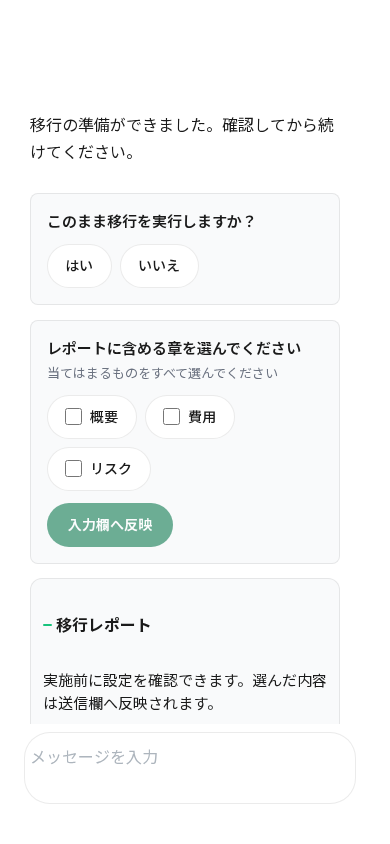 移行の準備ができました。確認してから続
けてください。
このまま移行を実行しますか？
はい
いいえ
レポートに含める章を選んでください
当てはまるものをすべて選んでください
概要
費用
リスク
入力欄へ反映
移行レポート
実施前に設定を確認できます。選んだ内容
は送信欄へ反映されます。
メッセージを入力